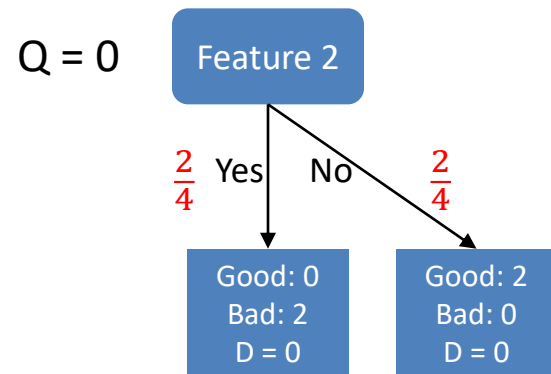 Q = 0
Feature 2
2/4
Yes
No
2/4
Good: 0
Bad: 2
D = 0
Good: 2
Bad: 0
D = 0